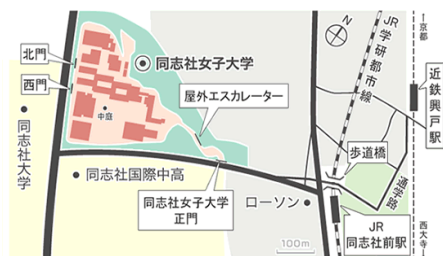 北門
西門
同志社大学
中庭
同志社女子大学
屋外エスカレーター
同志社国際中高
同志社女子大学
正門
ローソン
100m
N
JR学研都市線
歩道橋
通学路
JR
同志社前駅
←京都
近鉄興戸駅
西大寺→